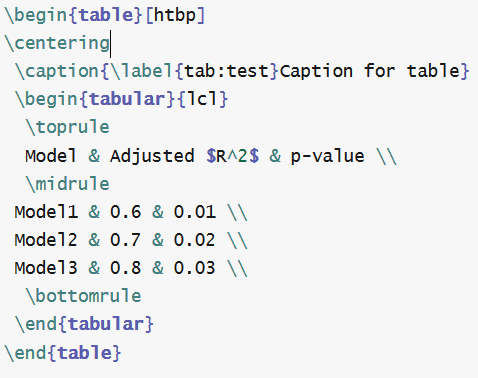 \begin{table}[htbp]
\centering
\caption{\label{tab:test}Caption for table}
\begin{tabular}{lcl}
\toprule
Model & Adjusted $R^2$ & p-value \\
\midrule
Model1 & 0.6 & 0.01 \\
Model2 & 0.7 & 0.02 \\
Model3 & 0.8 & 0.03 \\
\bottomrule
\end{tabular}
\end{table}